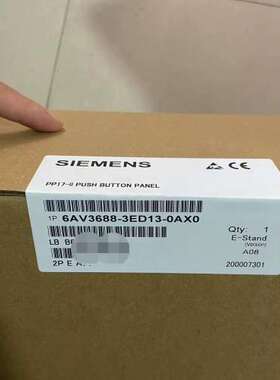 SIEMENS
PP17-II PUSH BUTTON PANEL
1P 6AV3688-3ED13-0AX0
Qty: 1
E-Stand
(Version)
A08
LB
2P E
200007301